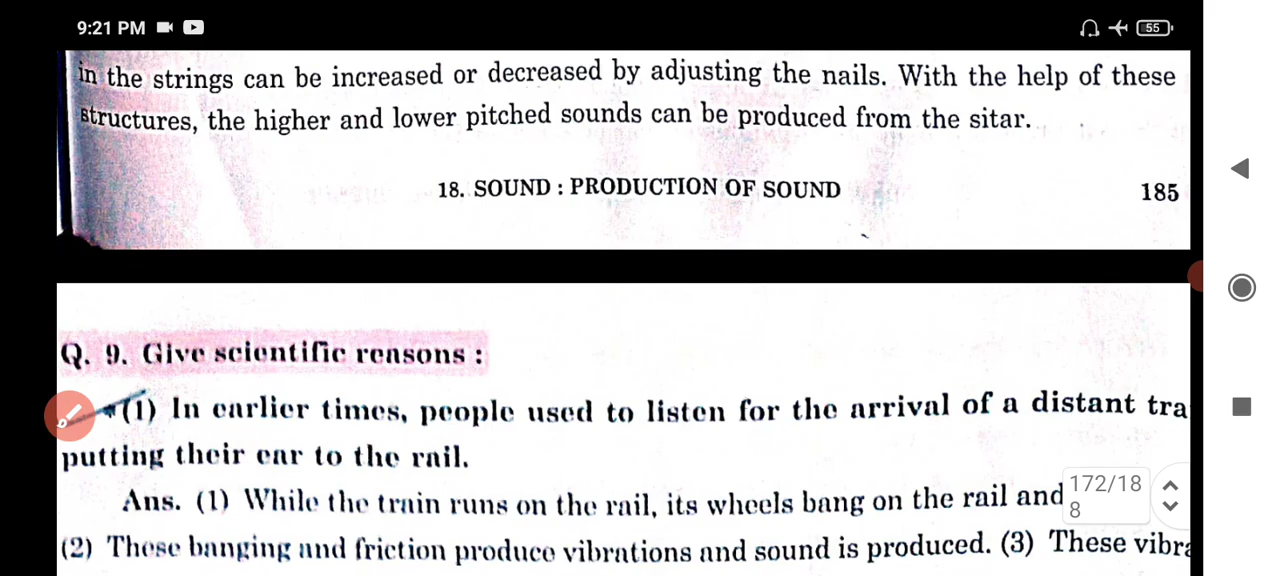 9:21 PM
55
in the strings can be increased or decreased by adjusting the nails. With the help of these
structures, the higher and lower pitched sounds can be produced from the sitar.
18. SOUND : PRODUCTION OF SOUND
185
Q. 9. Give scientific reasons :
*(1) In earlier times, people used to listen for the arrival of a distant tra
putting their ear to the rail.
Ans. (1) While the train runs on the rail, its wheels bang on the rail and
172/18
8
(2) These banging and friction produce vibrations and sound is produced. (3) These vibra